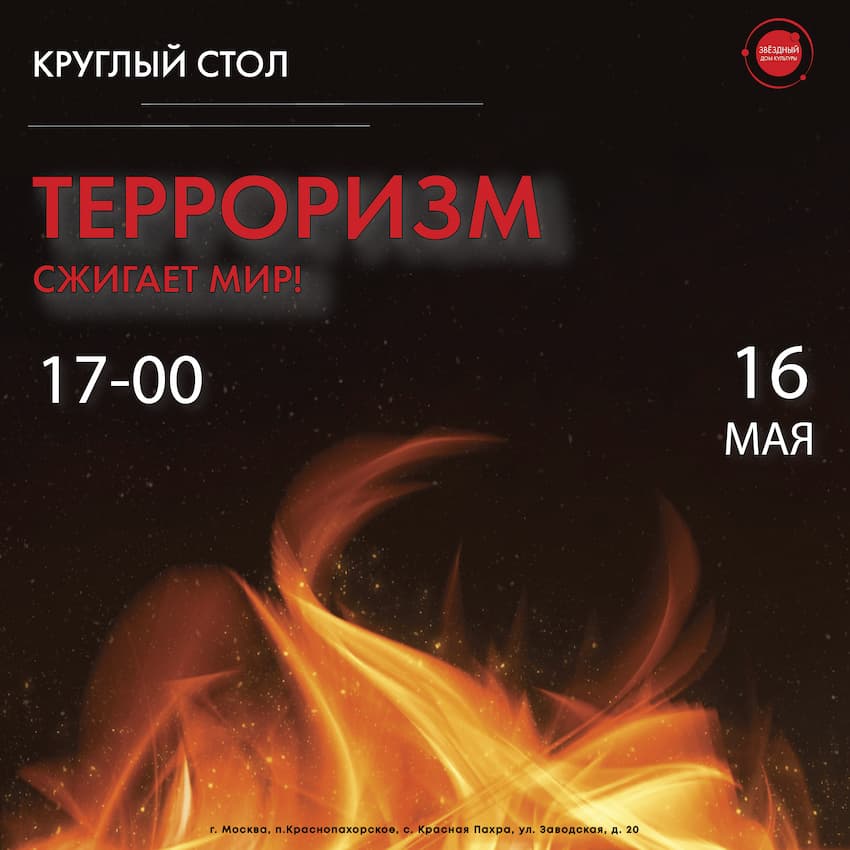 КРУГЛЫЙ СТОЛ
ЗВЁЗДНЫЙ
ДОМ КУЛЬТУРЫ
ТЕРРОРИЗМ
СЖИГАЕТ МИР!
17-00
16
МАЯ
г. Москва, п.Краснопахорское, с. Красная Пахра, ул. Заводская, д. 20